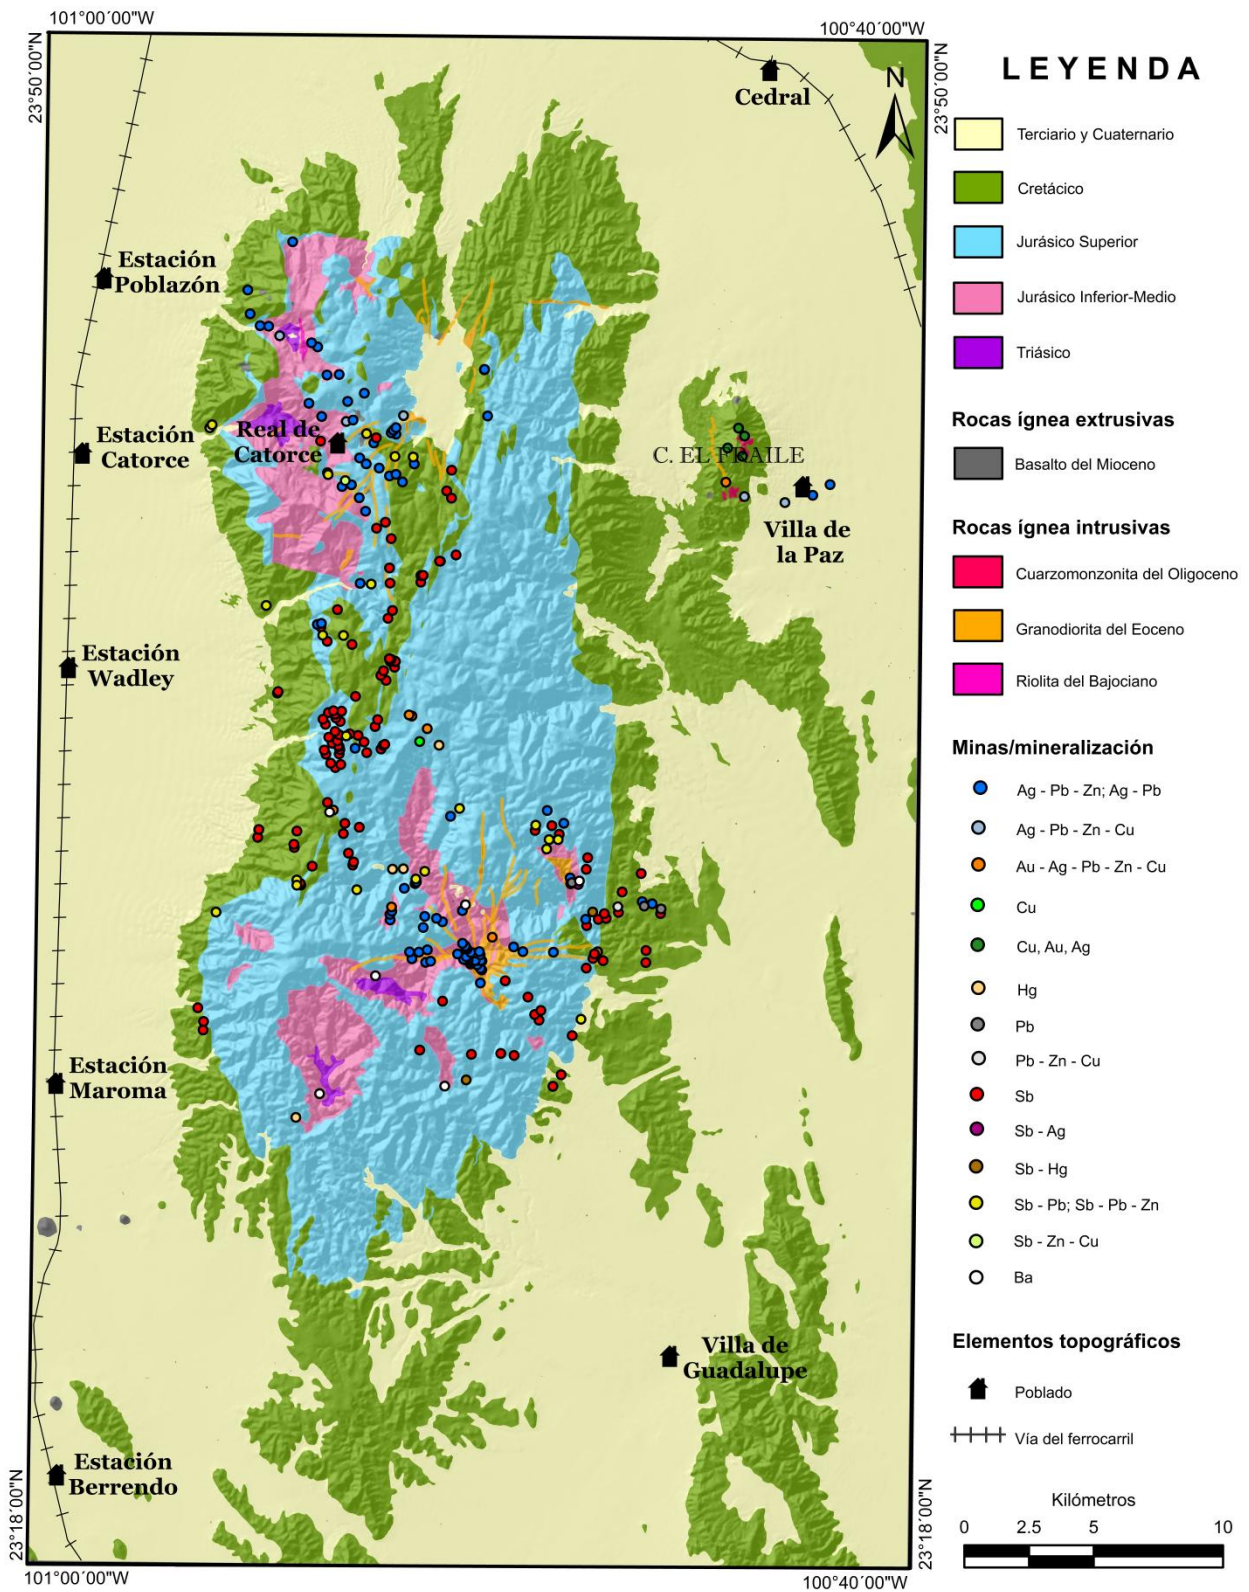 101°00´00"W
100°40´00"W
23°50´00"N
23°50´00"N
N
Cedral
Estación
Poblazón
Estación
Catorce
Real de
Catorce
C. EL FRAILE
Villa de
la Paz
Estación
Wadley
Estación
Maroma
Villa de
Guadalupe
Estación
Berrendo
23°18´00"N
23°18´00"N
101°00´00"W
100°40´00"W
LEYENDA
Terciario y Cuaternario
Cretácico
Jurásico Superior
Jurásico Inferior-Medio
Triásico
Rocas ígnea extrusivas
Basalto del Mioceno
Rocas ígnea intrusivas
Cuarzomonzonita del Oligoceno
Granodiorita del Eoceno
Riolita del Bajociano
Minas/mineralización
Ag - Pb - Zn; Ag - Pb
Ag - Pb - Zn - Cu
Au - Ag - Pb - Zn - Cu
Cu
Cu, Au, Ag
Hg
Pb
Pb - Zn - Cu
Sb
Sb - Ag
Sb - Hg
Sb - Pb; Sb - Pb - Zn
Sb - Zn - Cu
Ba
Elementos topográficos
Poblado
Vía del ferrocarril
Kilómetros
0 2.5 5 10